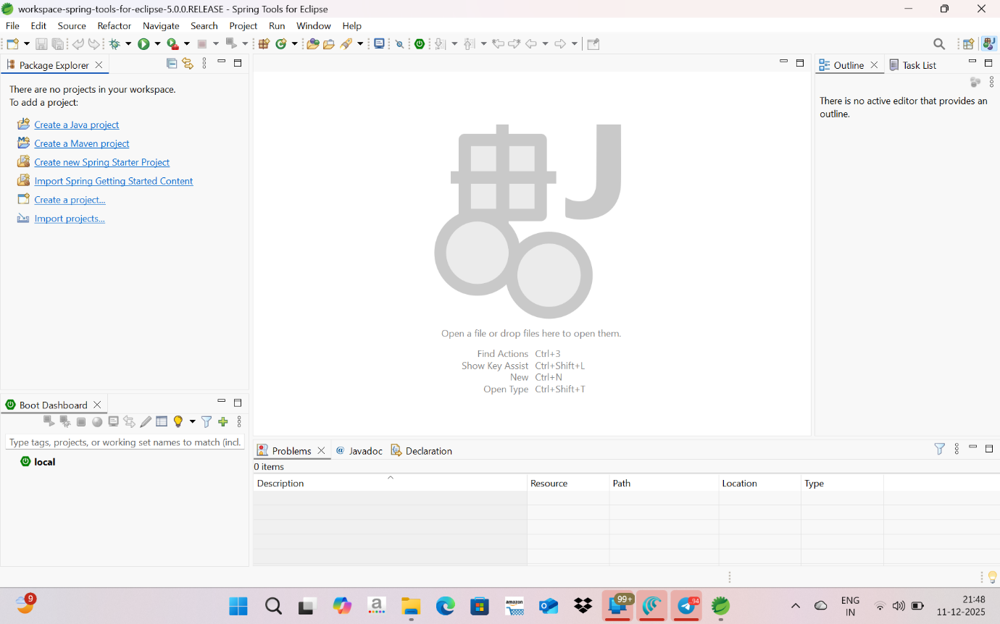 workspace-spring-tools-for-eclipse-5.0.0.RELEASE - Spring Tools for Eclipse
File Edit Source Refactor Navigate Search Project Run Window Help
Package Explorer
There are no projects in your workspace.
To add a project:
Create a Java project
Create a Maven project
Create new Spring Starter Project
Import Spring Getting Started Content
Create a project...
Import projects...
J
Open a file or drop files here to open them.
Find Actions Ctrl+3
Show Key Assist Ctrl+Shift+L
New Ctrl+N
Open Type Ctrl+Shift+T
Outline Task List
There is no active editor that provides an
outline.
Boot Dashboard
Type tags, projects, or working set names to match (incl.
local
Problems @ Javadoc Declaration
0 items
Description Resource Path Location Type
9
a
amazon
99+
94
ENG
IN
21:48
11-12-2025